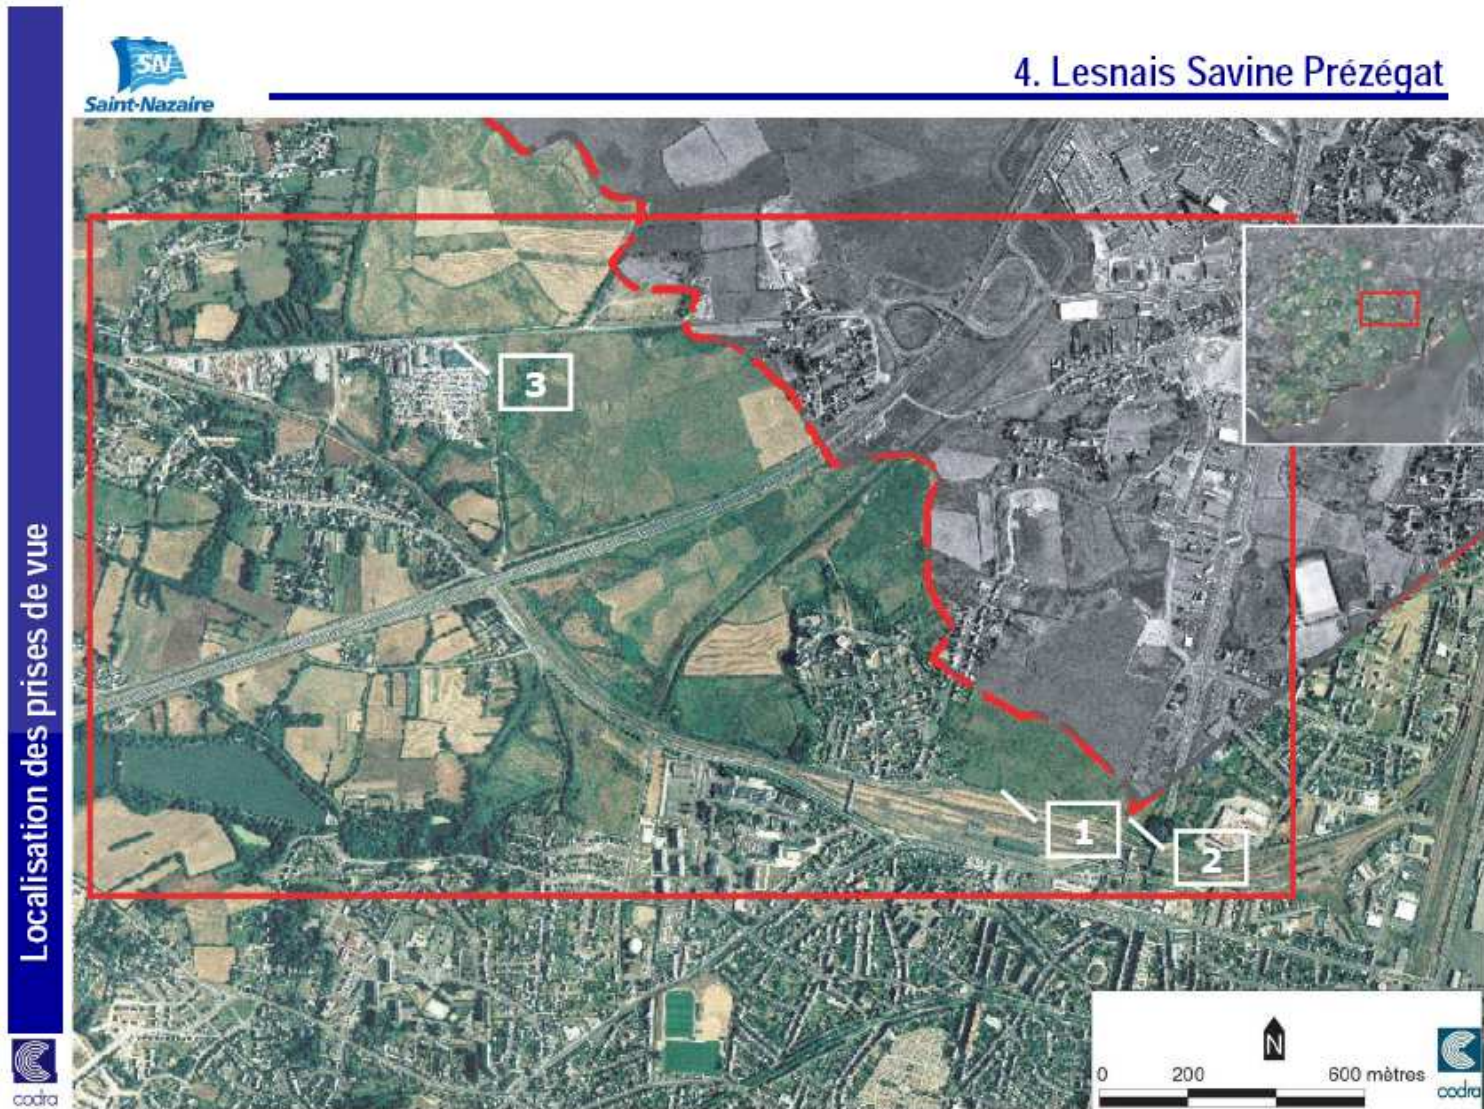 SN
Saint-Nazaire
4. Lesnais Savine Prézégat
Localisation des prises de vue
3
1
2
N
0 200 600 mètres
codra
codra